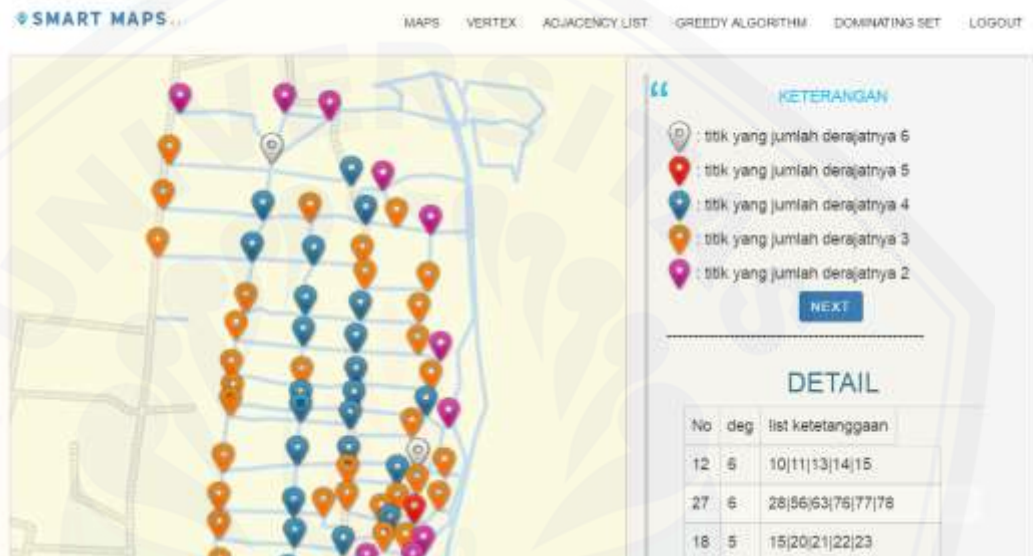 SMART MAPS
MAPS VERTEX ADJACENCY LIST GREEDY ALGORITHM DOMINATING SET LOGOUT
KETERANGAN
: titik yang jumlah derajatnya 6
: titik yang jumlah derajatnya 5
: titik yang jumlah derajatnya 4
: titik yang jumlah derajatnya 3
: titik yang jumlah derajatnya 2
NEXT
DETAIL
No deg list ketetanggaan
12 6 10|11|13|14|15
27 6 28|56|63|76|77|78
18 5 15|20|21|22|23